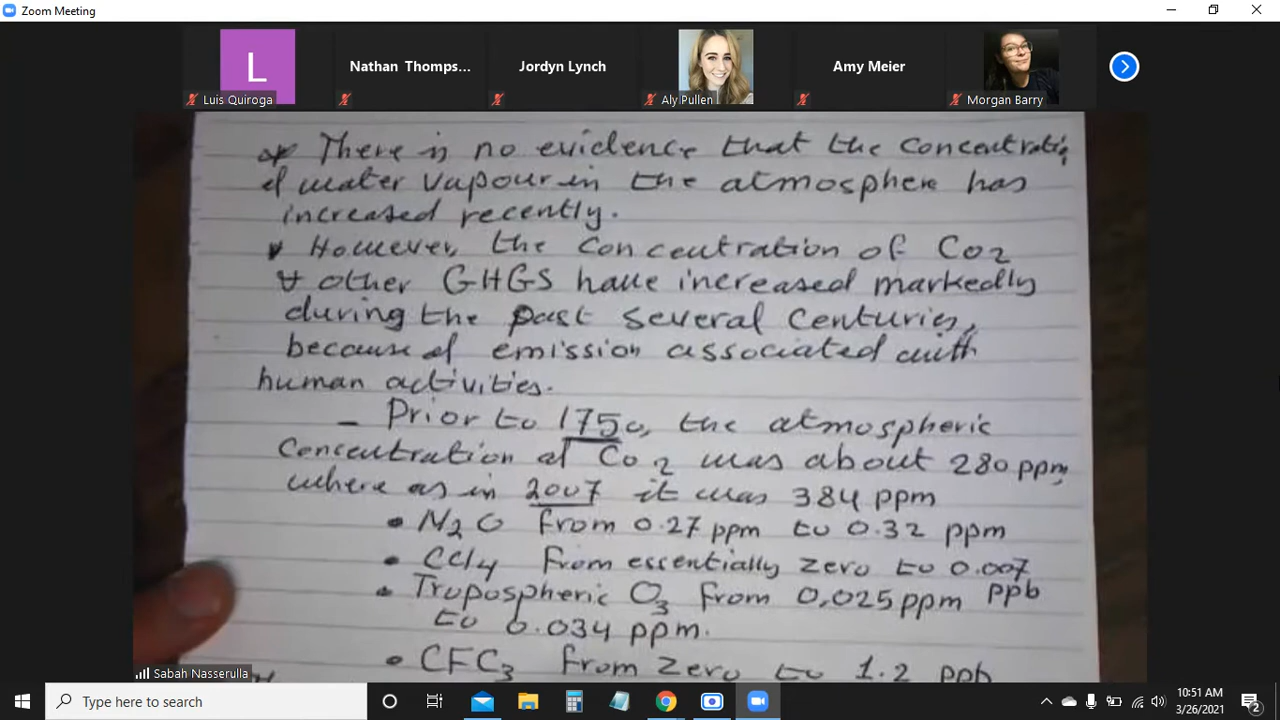 Zoom Meeting
L
Luis Quiroga
Nathan Thomps...
Jordyn Lynch
Aly Pullen
Amy Meier
Morgan Barry
There is no evidence that the concentration
of water vapour in the atmosphere has
increased recently.
However, the concentration of CO2
& other GHGS have increased markedly
during the past several centuries,
because of emission associated with
human activities.
- Prior to 1750, the atmospheric
Concentration of CO2 was about 280 ppm,
where as in 2007 it was 384 ppm
• N2O from 0.27 ppm to 0.32 ppm
• CCl4 from essentially zero to 0.007
ppb
• Tropospheric O3 from 0,025 ppm
to 0.034 ppm.
• CFC3 from zero to 1.2 ppb
Sabah Nasserulla
Type here to search
10:51 AM
3/26/2021
2